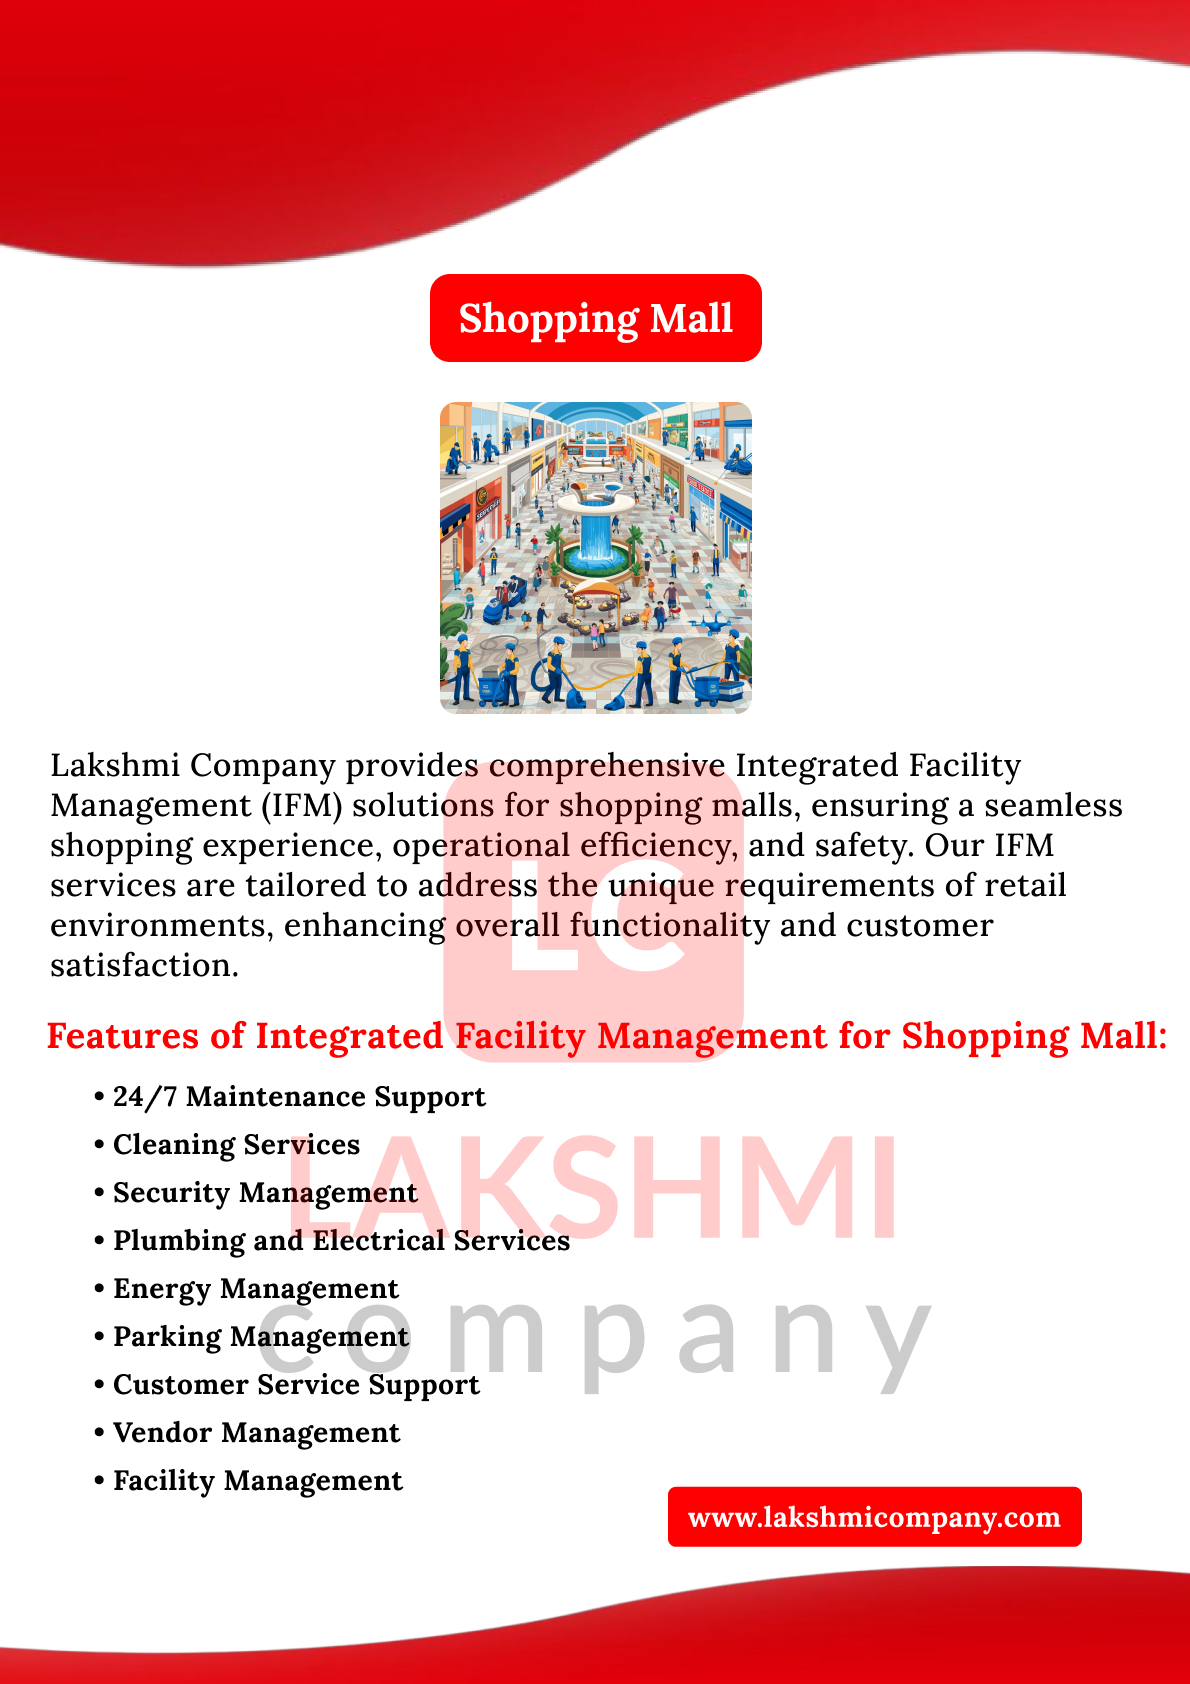 Shopping Mall
Lakshmi Company provides comprehensive Integrated Facility
Management (IFM) solutions for shopping malls, ensuring a seamless
shopping experience, operational efficiency, and safety. Our IFM
services are tailored to address the unique requirements of retail
environments, enhancing overall functionality and customer
satisfaction.
LC
Features of Integrated Facility Management for Shopping Mall:
• 24/7 Maintenance Support
• Cleaning Services
LAKSHMI
• Security Management
• Plumbing and Electrical Services
• Energy Management
company
• Parking Management
• Customer Service Support
• Vendor Management
• Facility Management
www.lakshmicompany.com